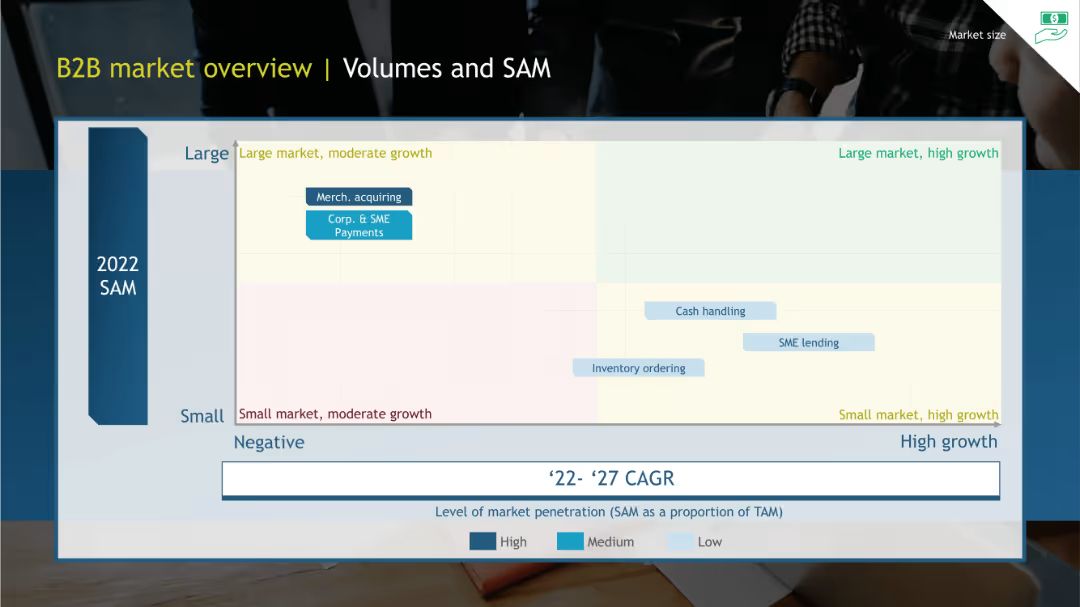 Market size
B2B market overview | Volumes and SAM
2022
SAM
Large
Large market, moderate growth
Large market, high growth
Merch. acquiring
Corp. & SME
Payments
Cash handling
SME lending
Inventory ordering
Small
Small market, moderate growth
Small market, high growth
Negative
High growth
‘22- ‘27 CAGR
Level of market penetration (SAM as a proportion of TAM)
High
Medium
Low